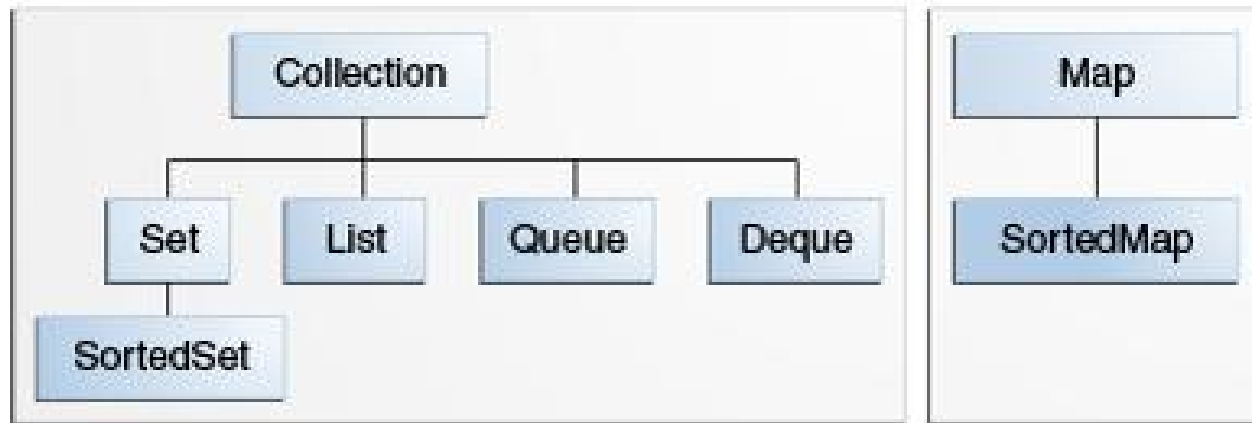 Collection
Map
Set
List
Queue
Deque
SortedMap
SortedSet